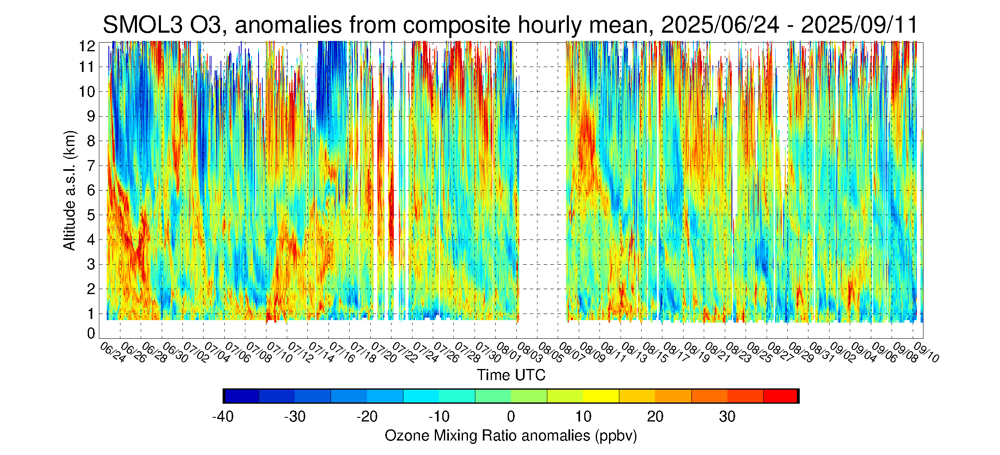 SMOL3 O3, anomalies from composite hourly mean, 2025/06/24 - 2025/09/11
12
11
10
9
8
7
6
5
4
3
2
1
0
Altitude a.s.l. (km)
06/24 06/26 06/28 06/30 07/02 07/04 07/06 07/08 07/10 07/12 07/14 07/16 07/18 07/20 07/22 07/24 07/26 07/28 07/30 08/01 08/03 08/05 08/07 08/09 08/11 08/13 08/15 08/17 08/19 08/21 08/23 08/25 08/27 08/29 08/31 09/02 09/04 09/06 09/08 09/10
Time UTC
-40 -30 -20 -10 0 10 20 30
Ozone Mixing Ratio anomalies (ppbv)